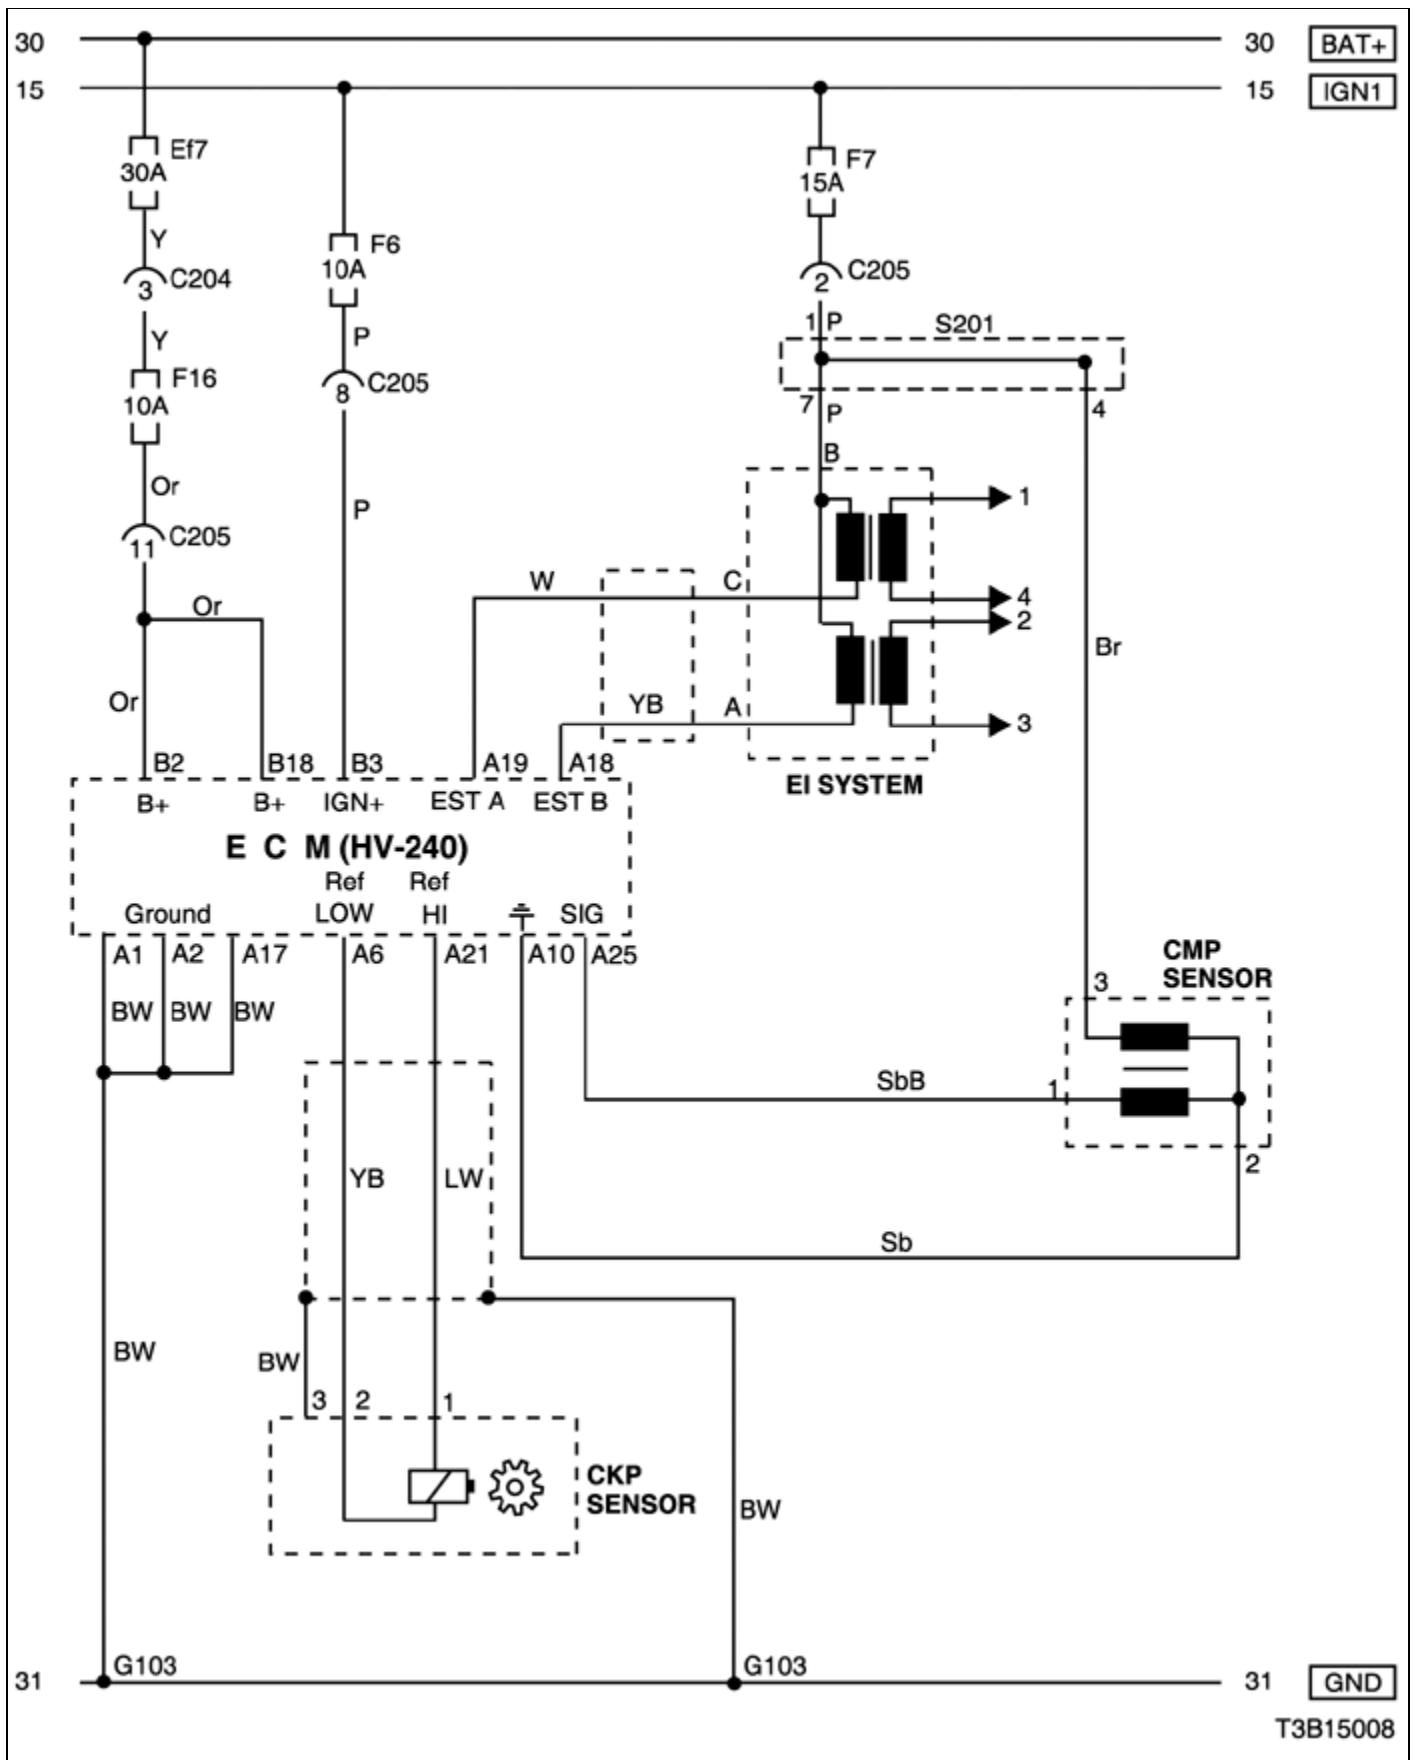 30
30 BAT+
15
15 IGN1
Ef7
30A
F7
15A
Y
F6
10A
C204
3
C205
2
Y
P
1 P
S201
F16
10A
C205
8
7 P
4
B
Or
P
1
C205
11
W
C
4
2
Or
Br
Or
YB
A
3
B2
B18
B3
A19
A18
EI SYSTEM
B+
B+
IGN+
EST A
EST B
E C M (HV-240)
Ref
Ref
Ground
LOW
HI
SIG
A1
A2
A17
A6
A21
A10
A25
CMP
SENSOR
3
BW
BW
BW
SbB
1
YB
LW
2
Sb
BW
BW
3
2
1
CKP
SENSOR
BW
G103
G103
31
31 GND
T3B15008